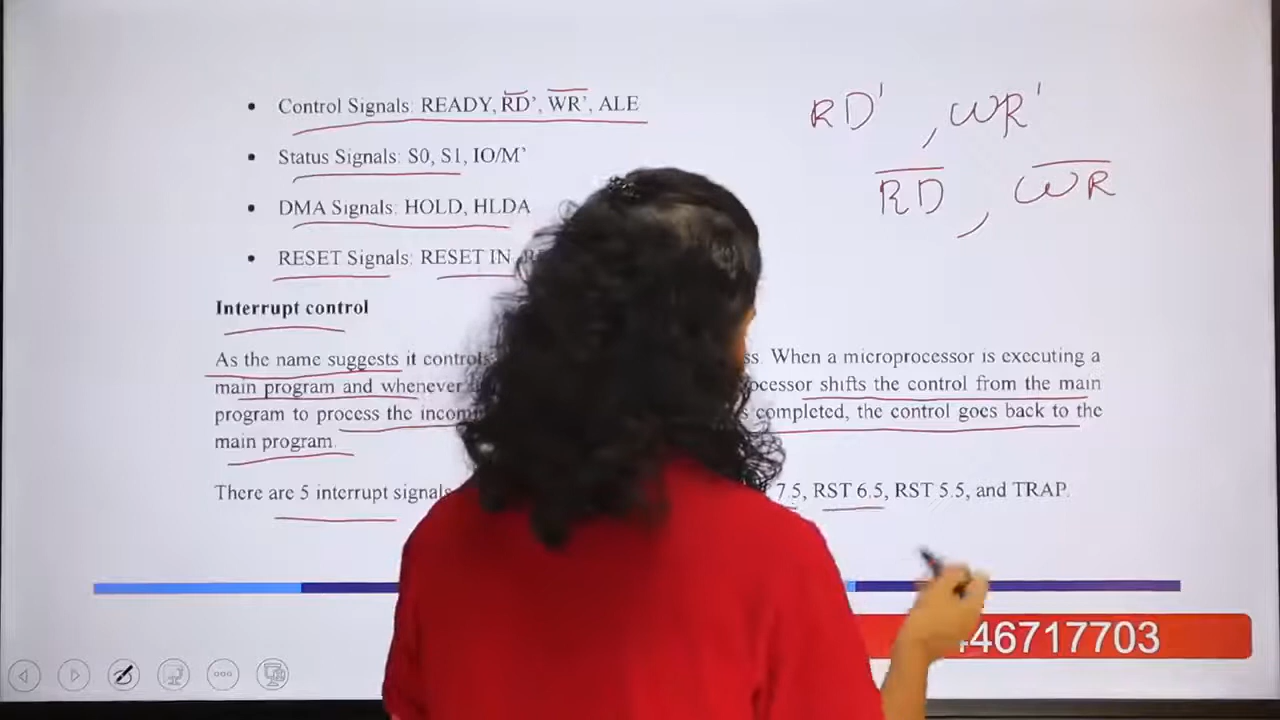 • Control Signals: READY, RD', WR', ALE
RD' , WR'
• Status Signals: S0, S1, IO/M'
RD , WR
• DMA Signals: HOLD, HLDA
• RESET Signals: RESET IN,
Interrupt control
As the name suggests it controls When a microprocessor is executing a
main program and whenever shifts the control from the main
program to process the completed, the control goes back to the
main program.
There are 5 interrupt signals 7.5, RST 6.5, RST 5.5, and TRAP.
46717703